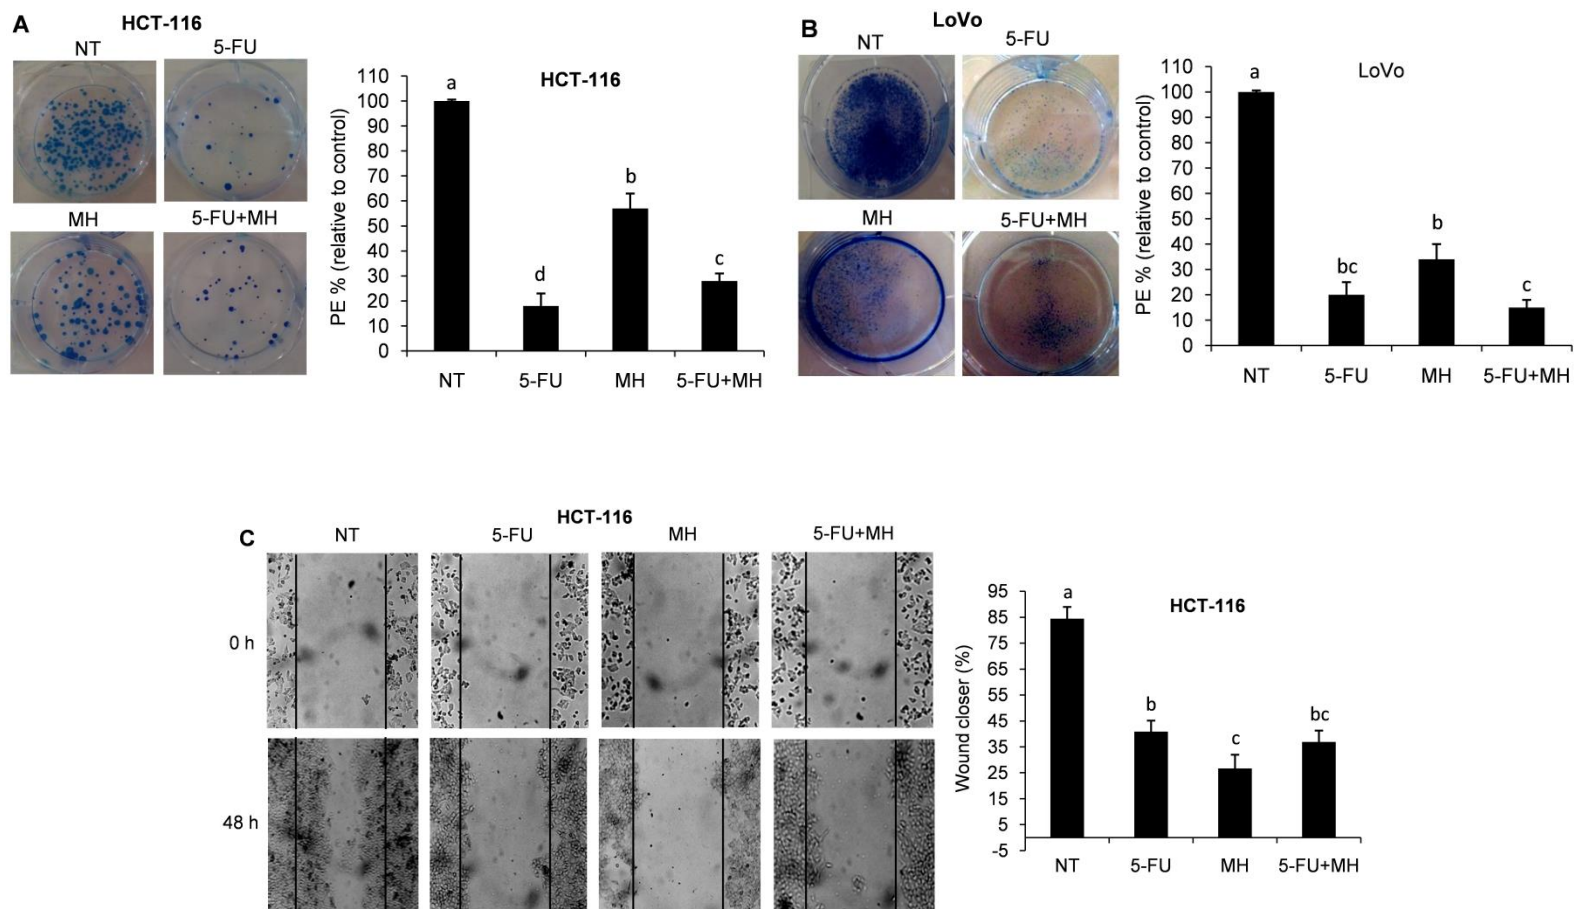 A
HCT-116
NT 5-FU
MH 5-FU+MH
PE % (relative to control)
110
100
90
80
70
60
50
40
30
20
10
0
HCT-116
a
d
b
c
NT 5-FU MH 5-FU+MH
B
LoVo
NT 5-FU
MH 5-FU+MH
PE % (relative to control)
110
100
90
80
70
60
50
40
30
20
10
0
LoVo
a
bc
b
c
NT 5-FU MH 5-FU+MH
C
HCT-116
NT 5-FU MH 5-FU+MH
0 h
48 h
Wound closer (%)
95
85
75
65
55
45
35
25
15
5
-5
HCT-116
a
b
c
bc
NT 5-FU MH 5-FU+MH